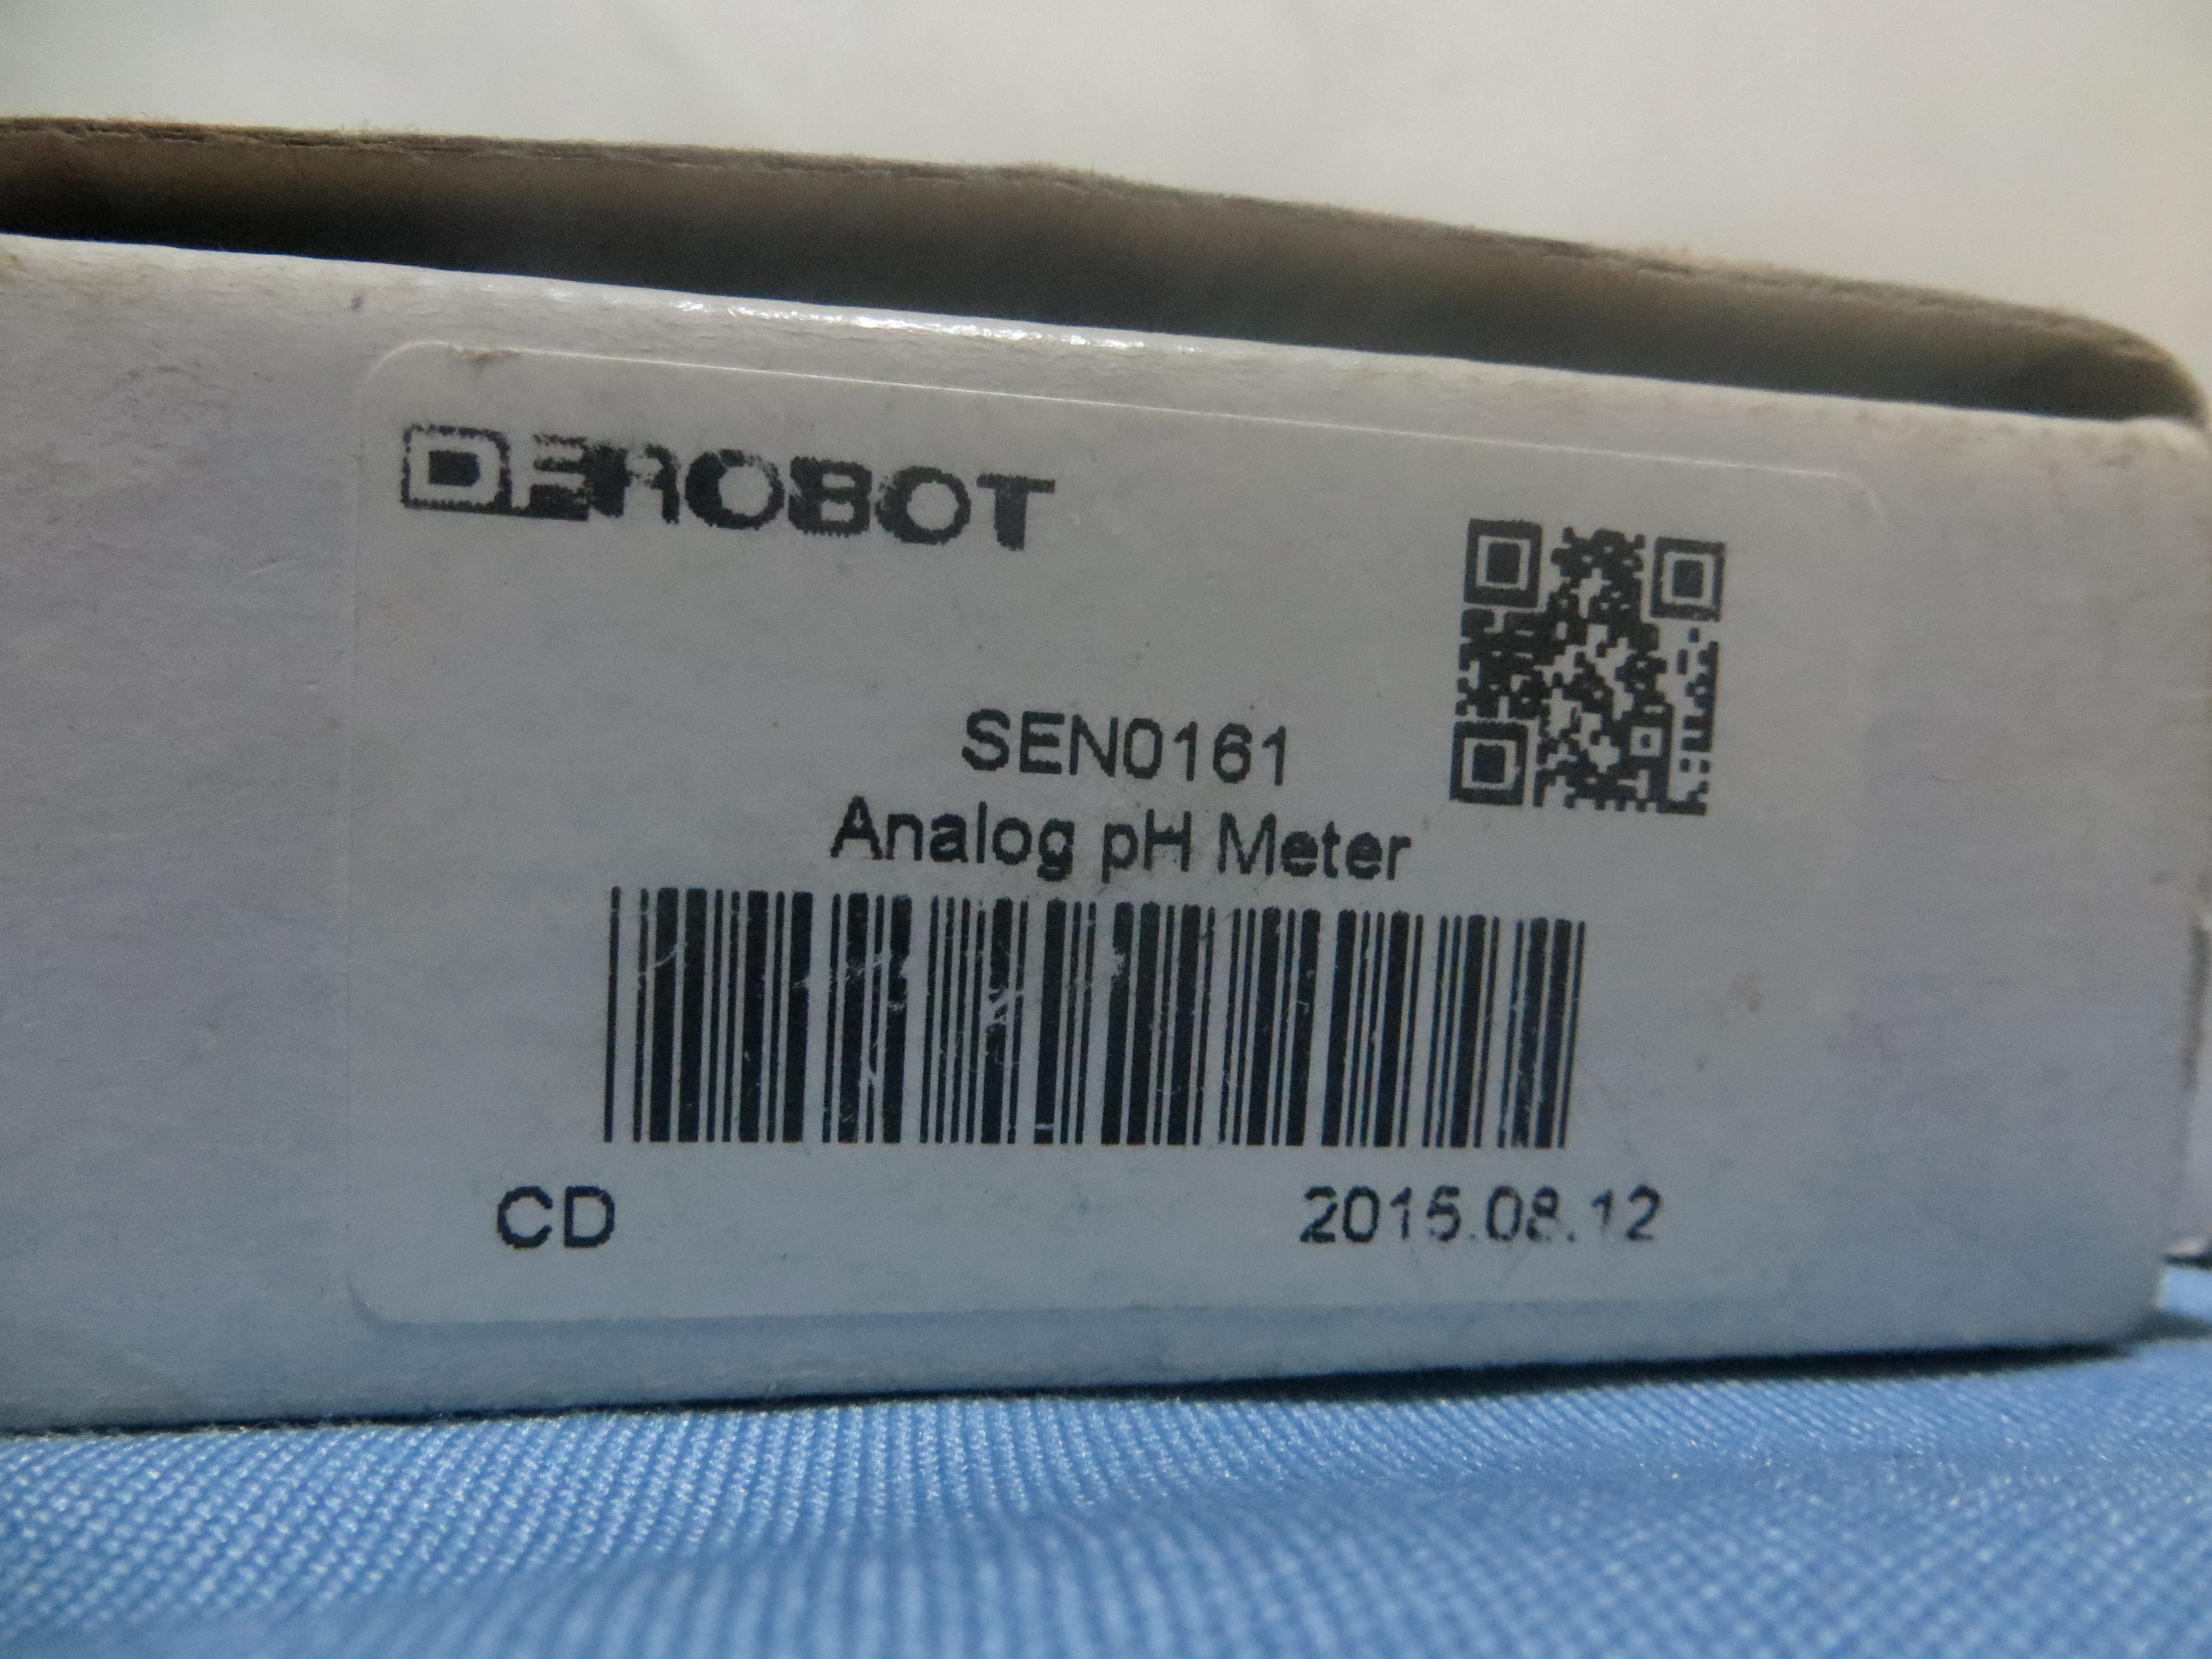 DFROBOT
SEN0161
Analog pH Meter
CD
2015.08.12